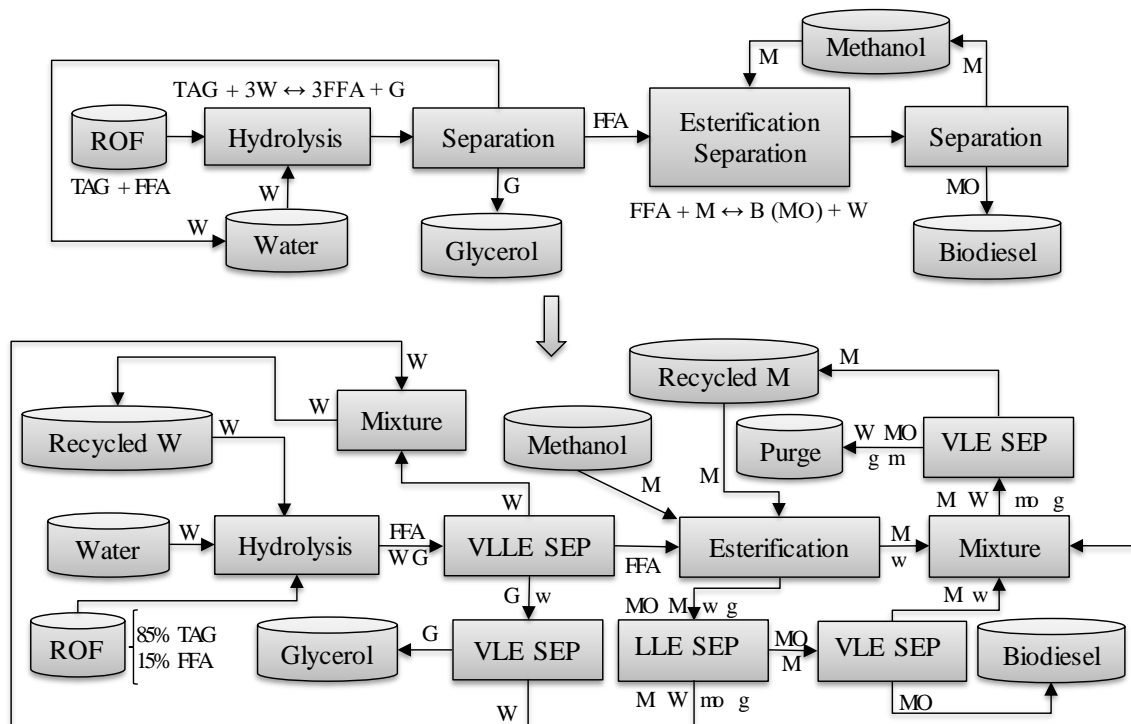 Methanol
M
M
TAG + 3W ↔ 3FFA + G
ROF
Hydrolysis
Separation
FFA
Esterification
Separation
Separation
TAG + FFA
W
G
MO
FFA + M ↔ B (MO) + W
W
Water
Glycerol
Biodiesel
W
M
Recycled M
W
Mixture
Recycled W
W
Methanol
Purge
W MO
g m
VLE SEP
M
M
W
M W mo g
Water
W
Hydrolysis
FFA
W G
VLLE SEP
FFA
Esterification
M
w
Mixture
G w
MO M w g
M w
ROF
85% TAG
15% FFA
Glycerol
G
VLE SEP
LLE SEP
MO
M
VLE SEP
Biodiesel
W
M W mo g
MO